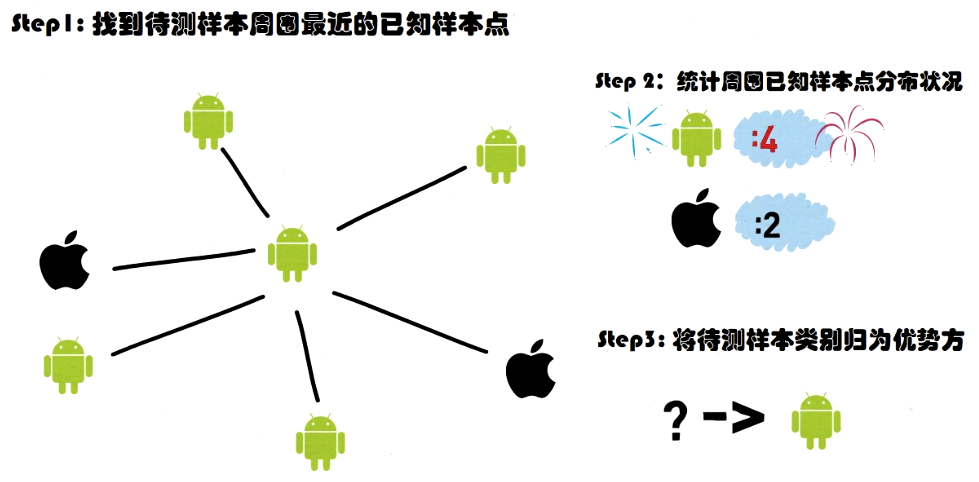 Step1: 找到待测样本周围最近的已知样本点
Step 2: 统计周围已知样本点分布状况
:4
:2
Step3: 将待测样本类别归为优势方
? ->